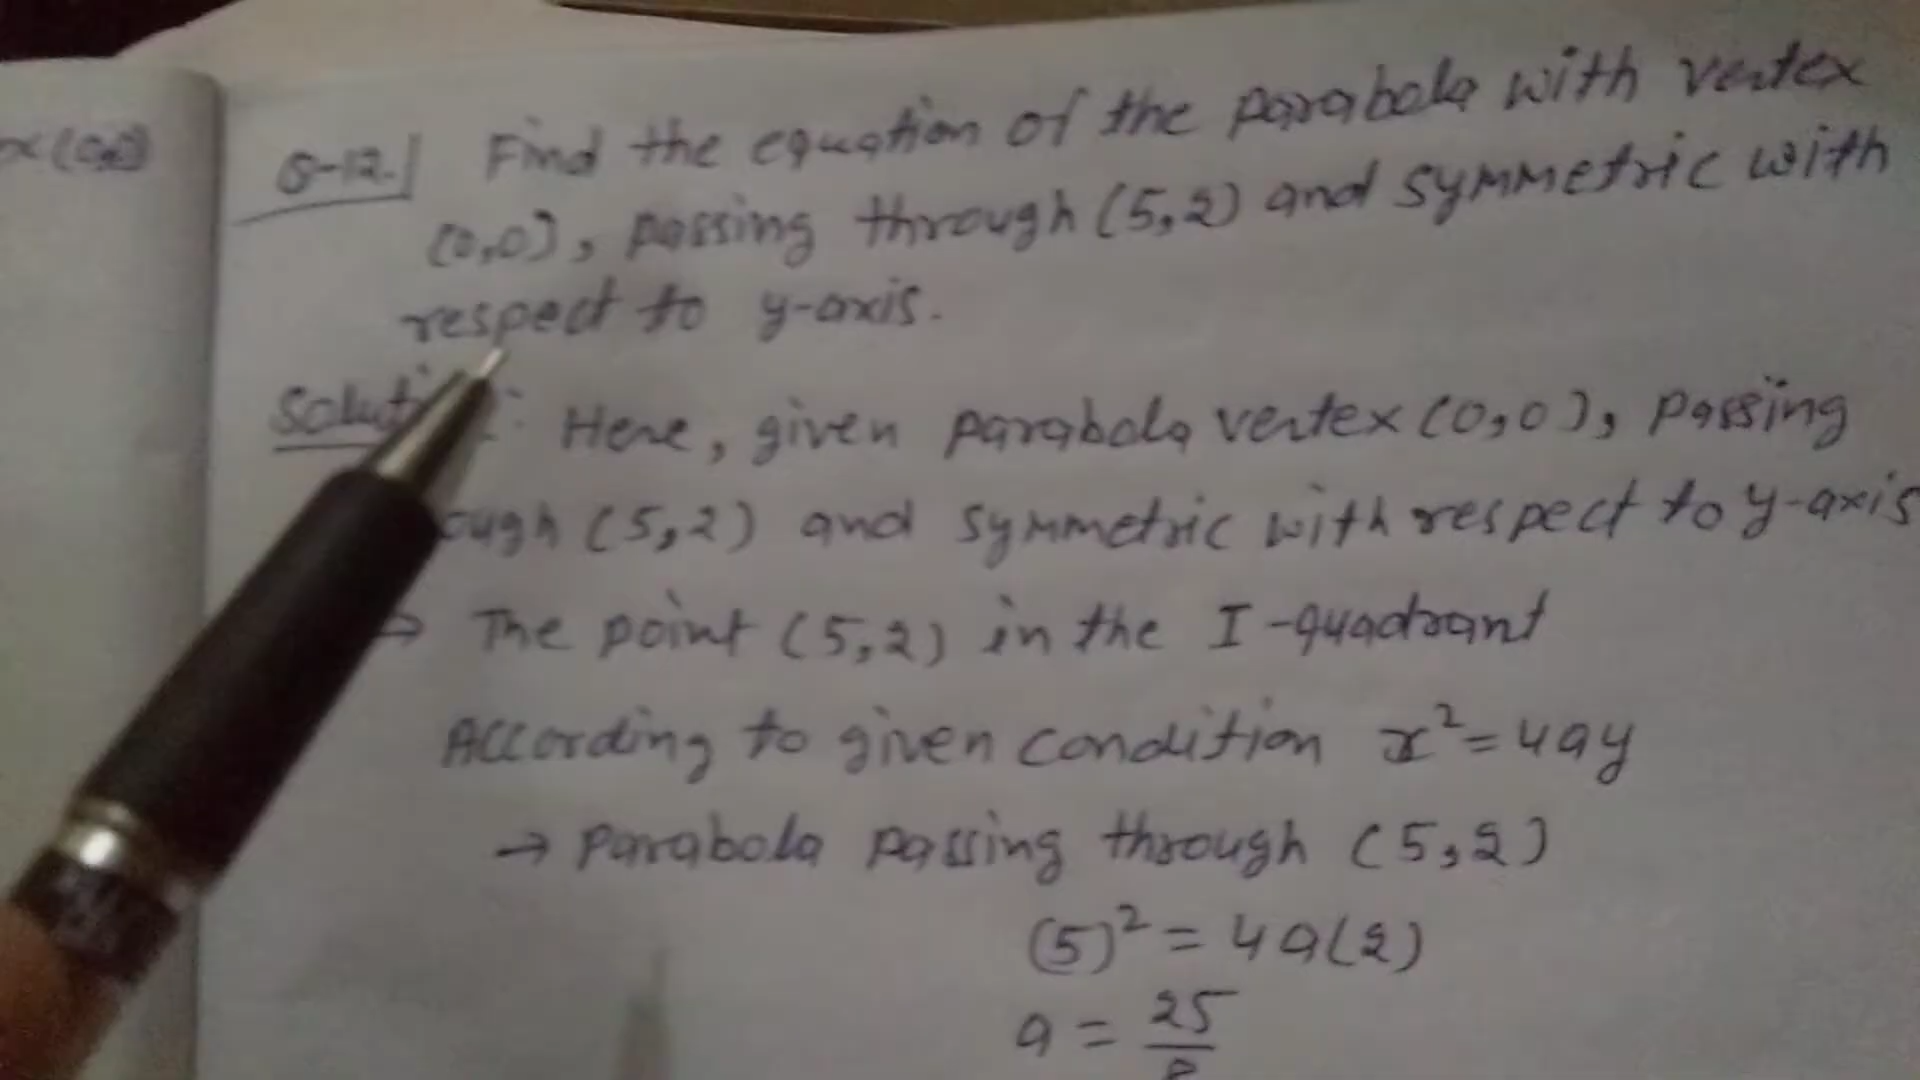 Q-12. Find the equation of the parabola with vertex
(0,0), passing through (5,2) and symmetric with
respect to y-axis.
Here, given parabola vertex (0,0), passing
(5,2) and symmetric with respect to y-axis
→ The point (5,2) in the I-quadrant
According to given condition x² = 4ay
→ parabola passing through (5,2)
(5)² = 4a(2)
a = 25/8